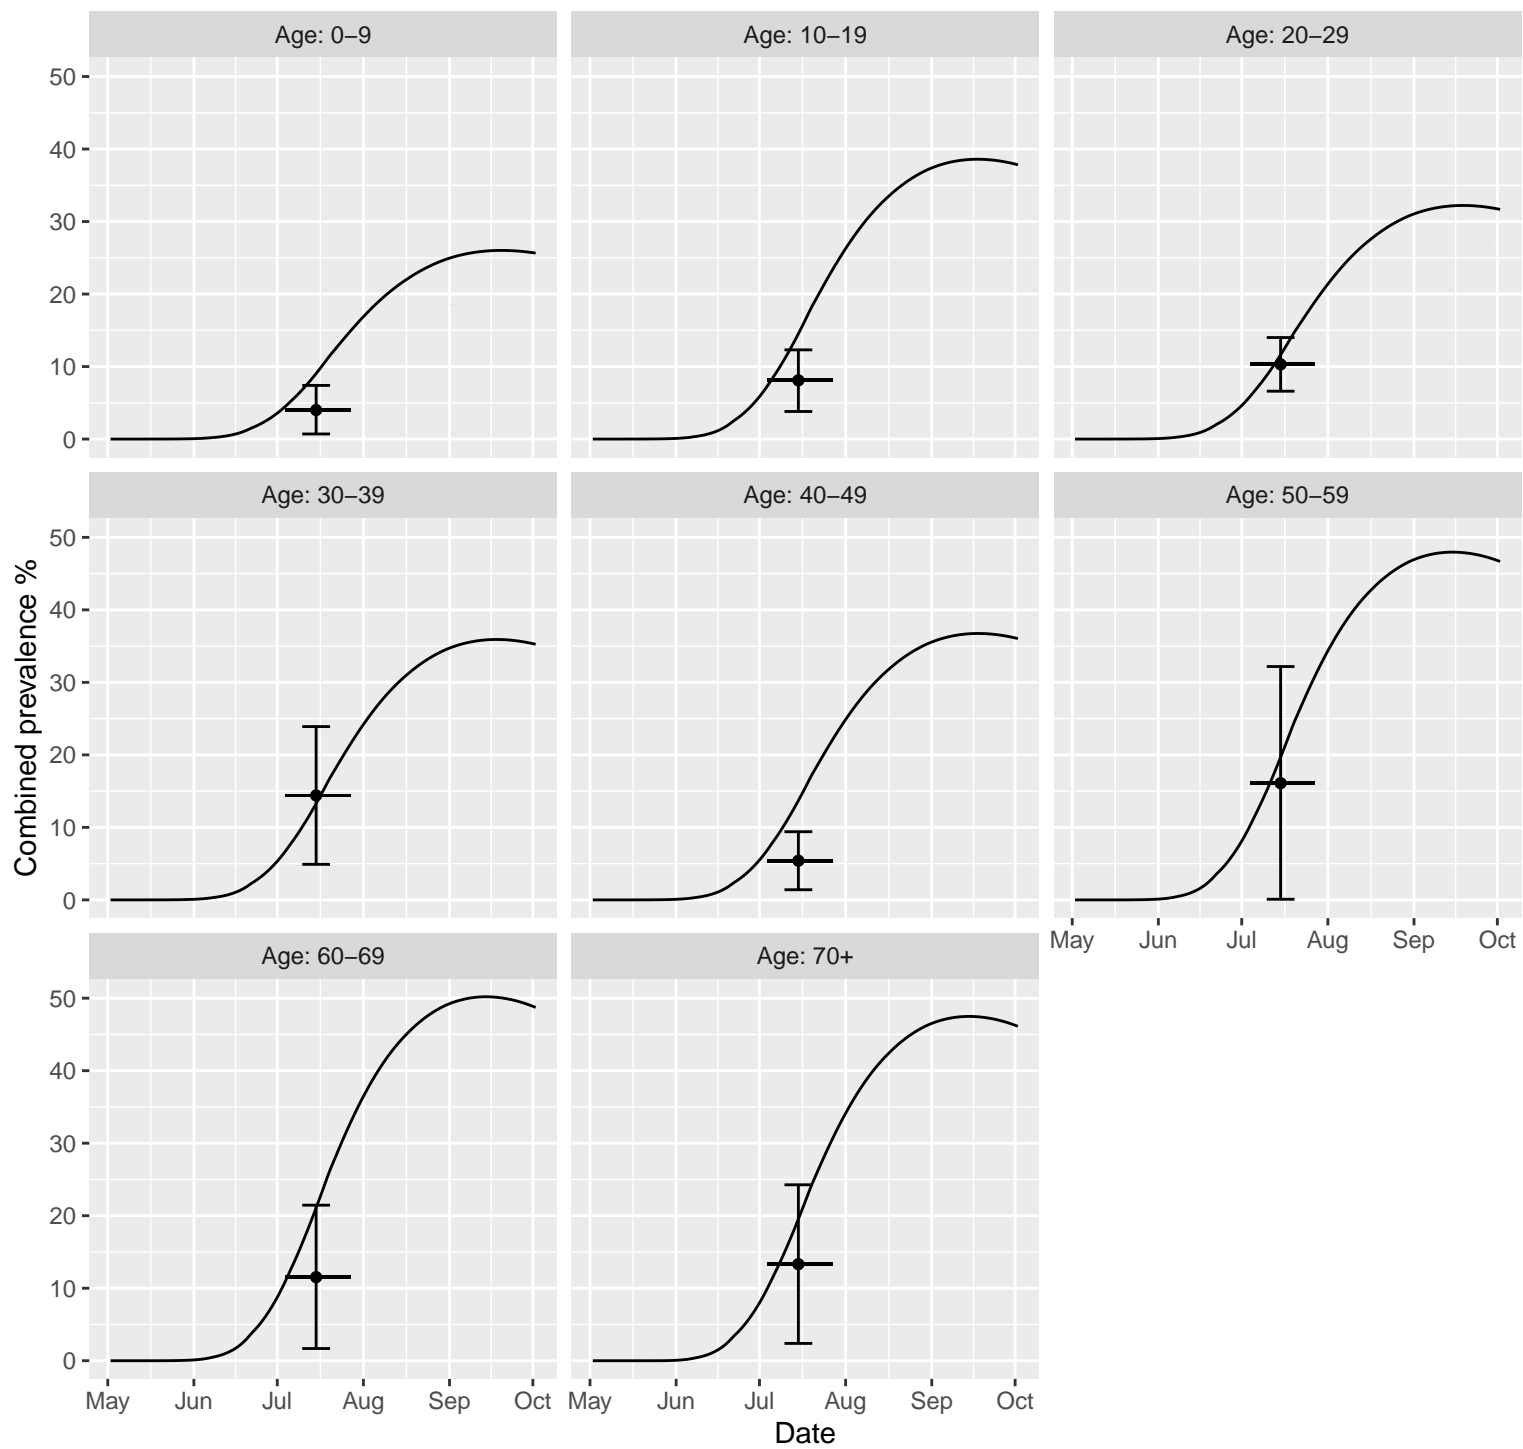 Age: 0–9
Age: 10–19
Age: 20–29
50
40
30
20
10
0
Age: 30–39
Age: 40–49
Age: 50–59
50
40
30
20
10
0
May Jun Jul Aug Sep Oct
Age: 60–69
Age: 70+
50
40
30
20
10
0
May Jun Jul Aug Sep Oct
May Jun Jul Aug Sep Oct
Combined prevalence %
Date